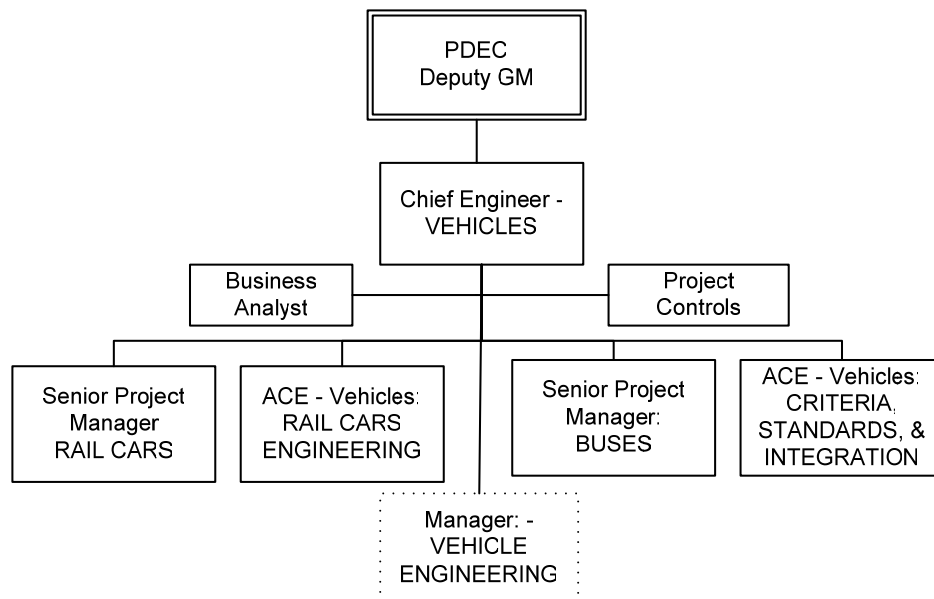 PDEC
Deputy GM
Chief Engineer -
VEHICLES
Business
Analyst
Project
Controls
Senior Project
Manager
RAIL CARS
ACE - Vehicles:
RAIL CARS
ENGINEERING
Senior Project
Manager:
BUSES
ACE - Vehicles:
CRITERIA,
STANDARDS, &
INTEGRATION
Manager: -
VEHICLE
ENGINEERING